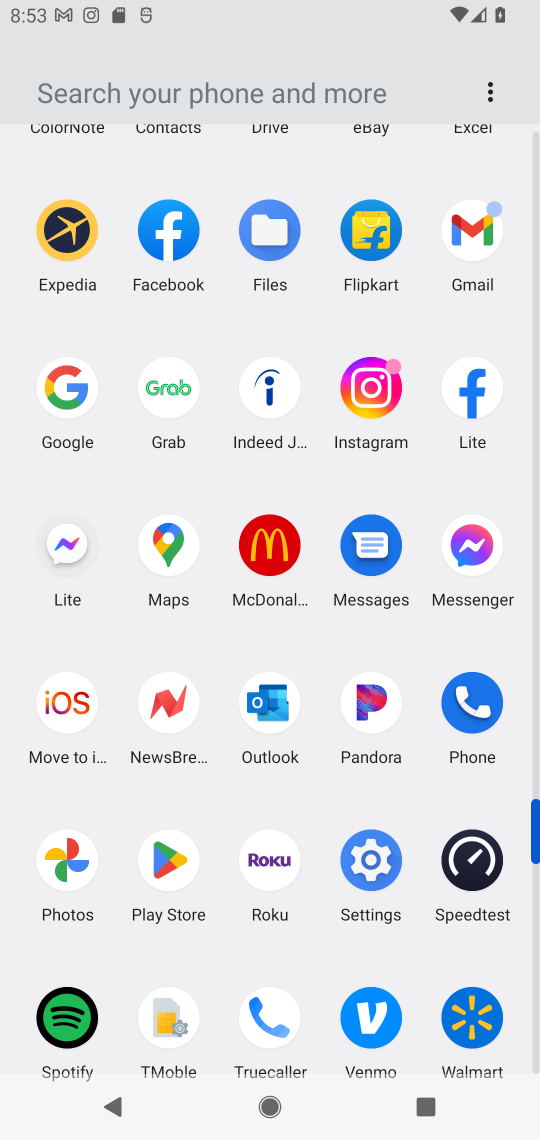 8:53
Search your phone and more
ColorNote Contacts Drive eBay Excel
Expedia Facebook Files Flipkart Gmail
Grab iOS Roku
Google Grab Indeed J... Instagram Lite
Lite Maps McDonal... Messages Messenger
Move to i... NewsBre... Outlook Pandora Phone
Photos Play Store Roku Settings Speedtest
Spotify TMoble Truecaller Venmo Walmart